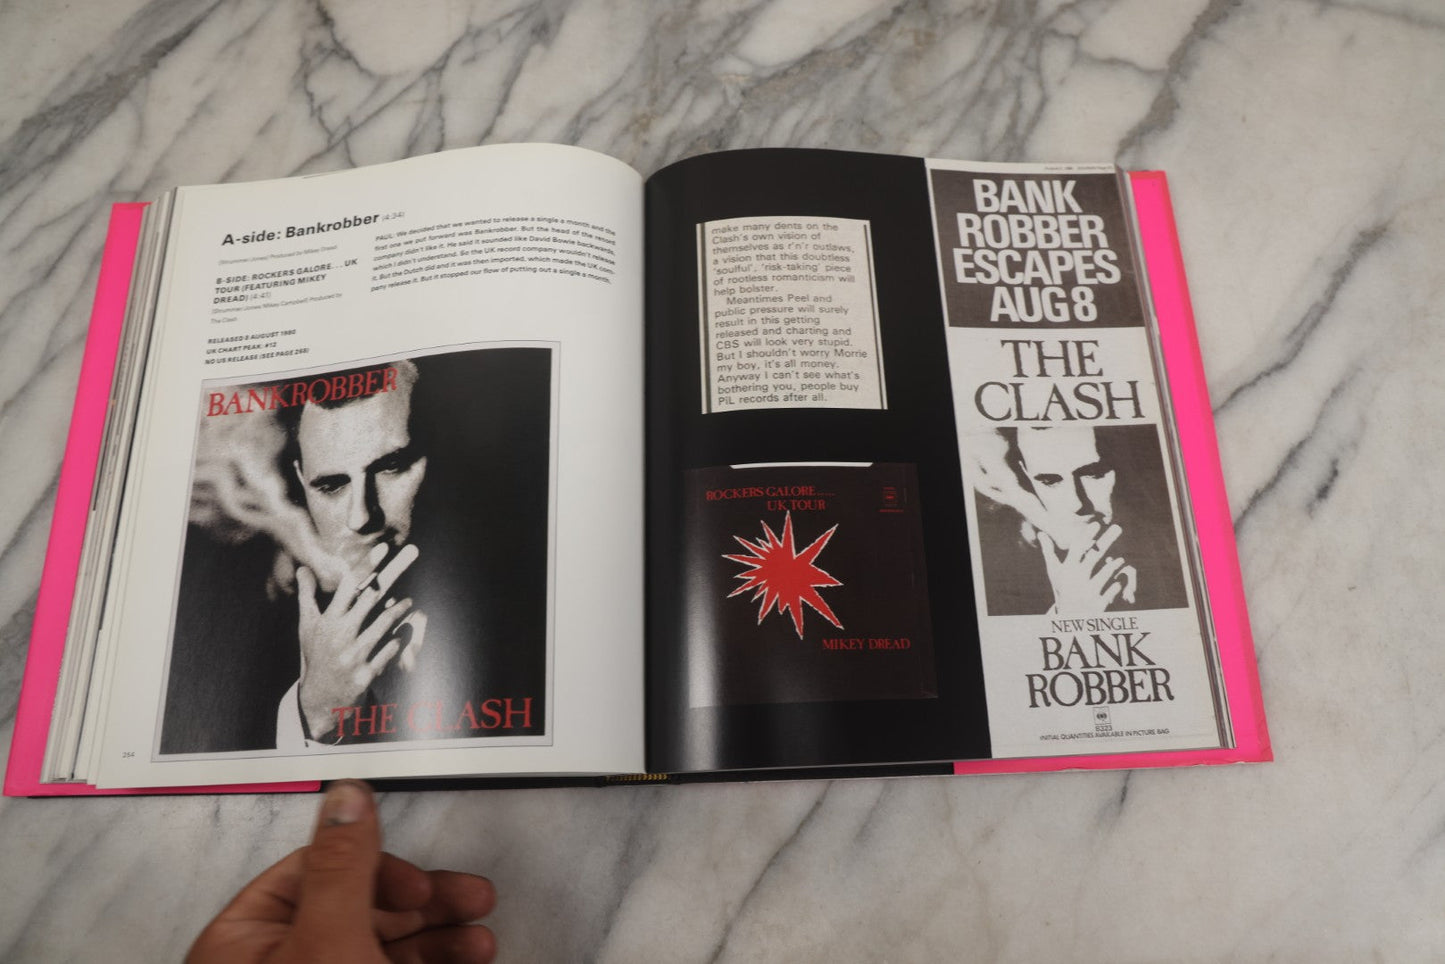 A-side: Bankrobber (4:34)
(Strummer/Jones) Produced by Mikey Dread
B-SIDE: ROCKERS GALORE... UK
TOUR (FEATURING MIKEY
DREAD) (4:41)
(Strummer/Jones/Mikey Campbell) Produced by
The Clash
RELEASED 8 AUGUST 1980
UK CHART PEAK: #12
NO US RELEASE (SEE PAGE 268)
PAUL: We decided that we wanted to release a single a month and the
first one we put forward was Bankrobber. But the head of the record
company didn't like it. He said it sounded like David Bowie backwards,
which I didn't understand. So the UK record company wouldn't release
it. But the Dutch did and it was then imported, which made the UK com-
pany release it. But it stopped our flow of putting out a single a month.
BANKROBBER
THE CLASH
264
make many dents on the
Clash's own vision of
themselves as r'n'r outlaws,
a vision that this doubtless
'soulful', 'risk-taking' piece
of rootless romanticism will
help bolster.
Meantimes Peel and
public pressure will surely
result in this getting
released and charting and
CBS will look very stupid.
But I shouldn't worry Morrie
my boy, it's all money.
Anyway I can't see what's
bothering you, people buy
PiL records after all.
ROCKERS GALORE.....
UK TOUR
MIKEY DREAD
BANK
ROBBER
ESCAPES
AUG 8
THE
CLASH
NEW SINGLE
BANK
ROBBER
CBS
8323
INITIAL QUANTITIES AVAILABLE IN PICTURE BAG